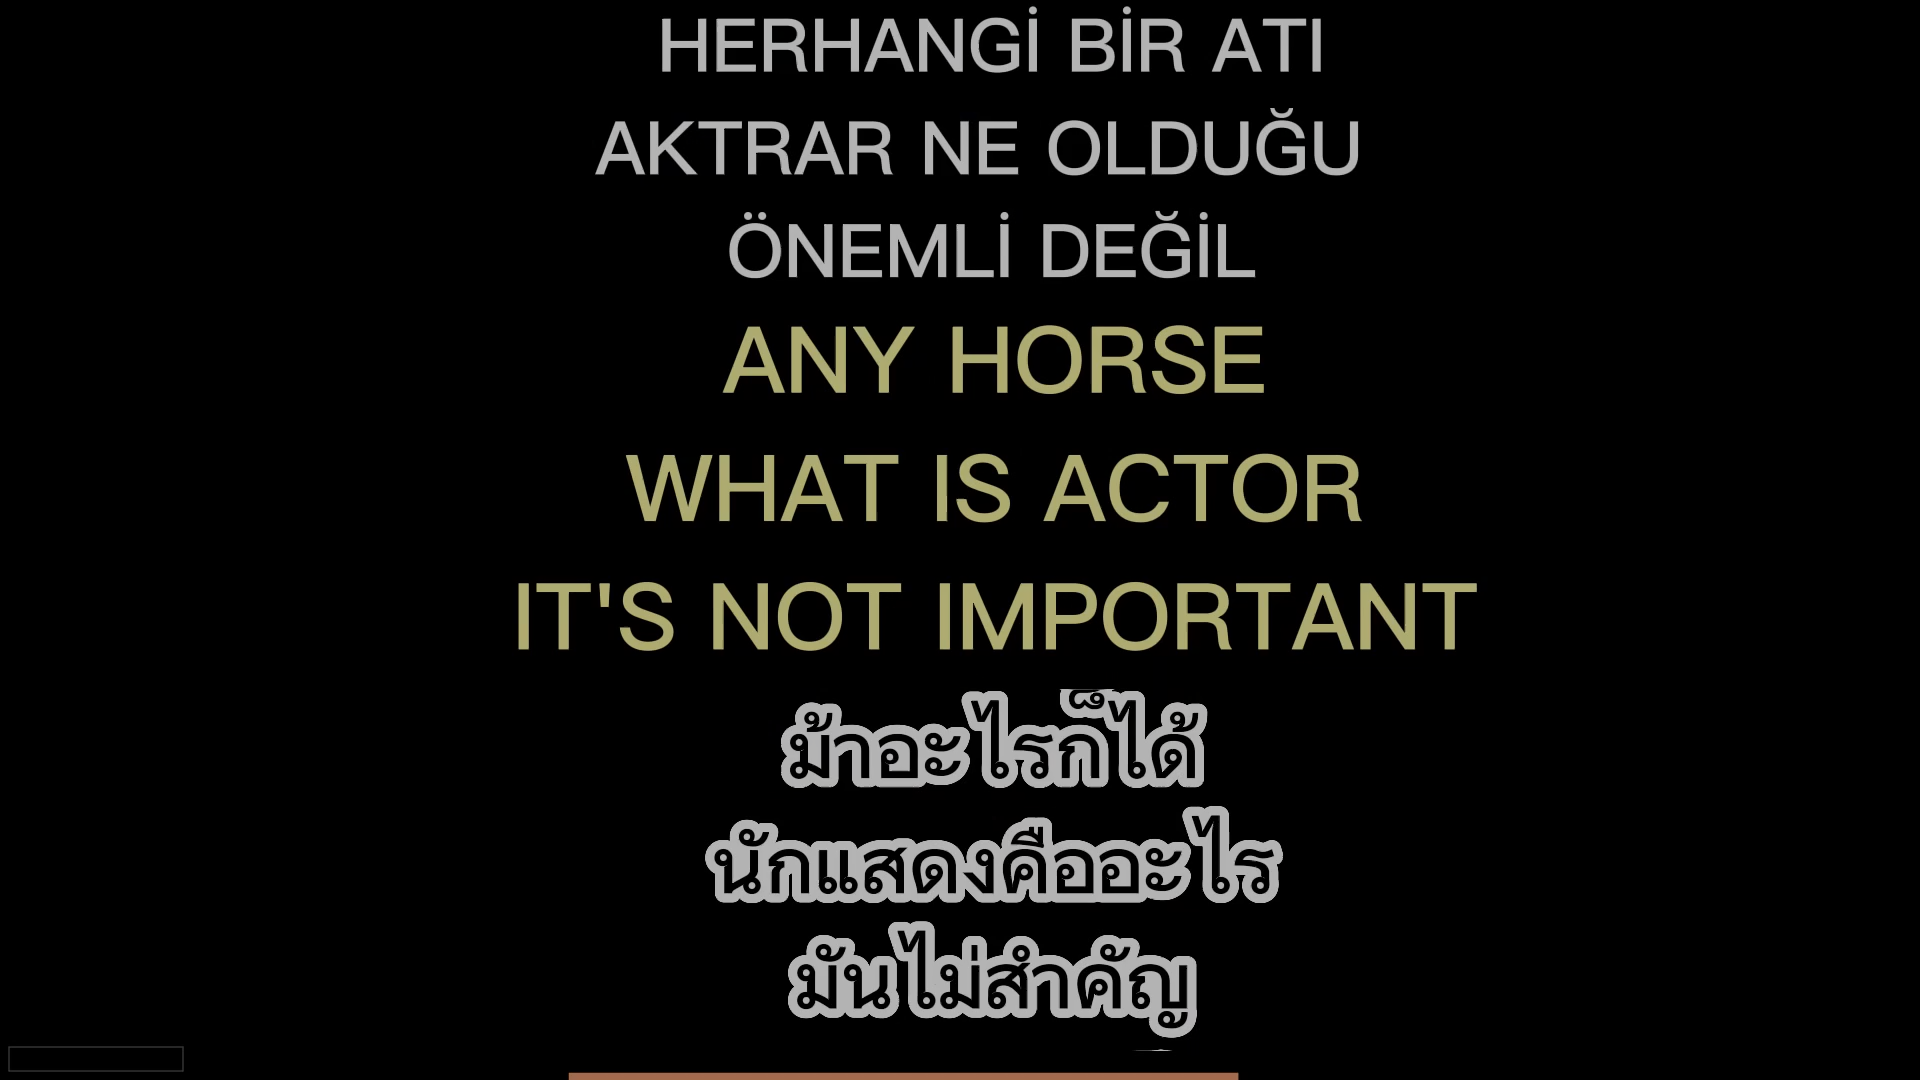 HERHANGİ BİR ATI
AKTRAR NE OLDUĞU
ÖNEMLİ DEĞİL
ANY HORSE
WHAT IS ACTOR
IT'S NOT IMPORTANT
ม้าอะไรก็ได้
นักแสดงคืออะไร
มันไม่สำคัญ